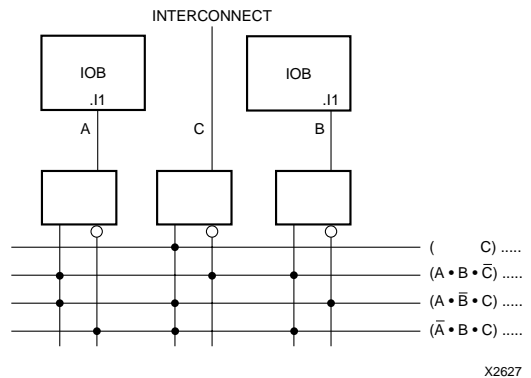 INTERCONNECT
IOB
IOB
.I1
.I1
A
C
B
( C) .....
(A • B • C̅) .....
(A • B̅ • C) .....
(A̅ • B • C) .....
X2627